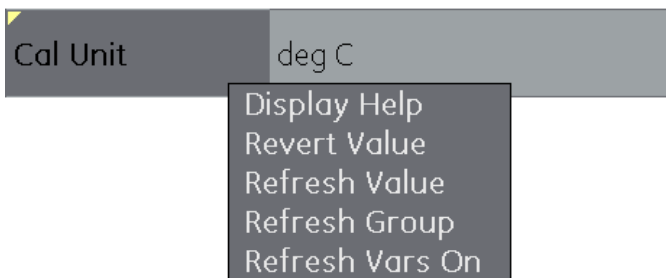 Cal Unit deg C
Display Help
Revert Value
Refresh Value
Refresh Group
Refresh Vars On